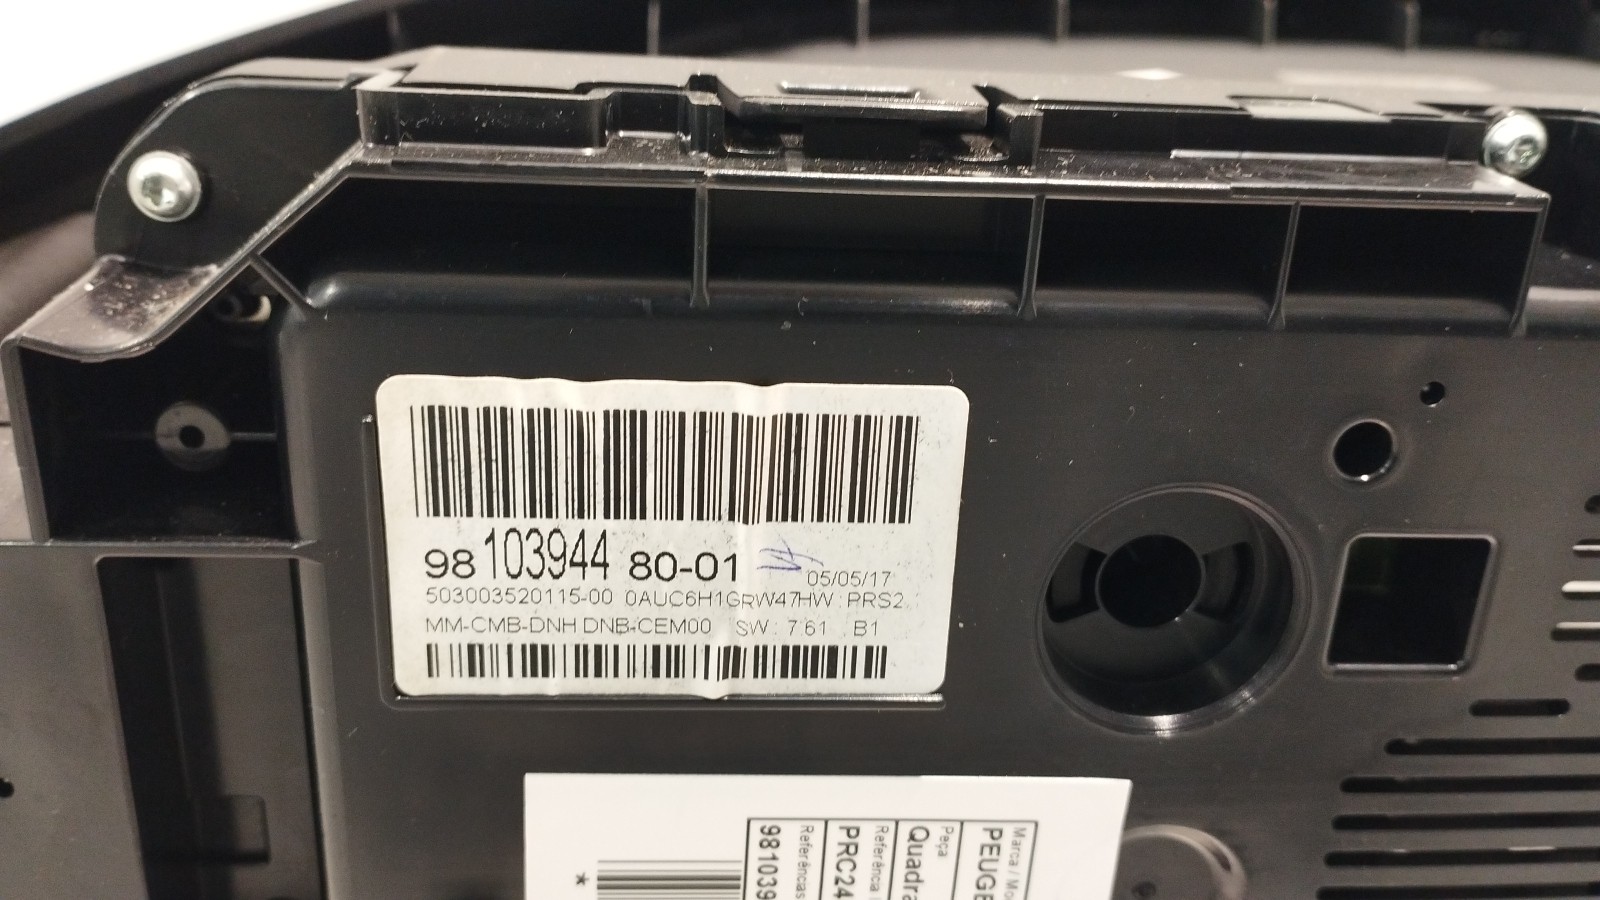 98 103944 80-01
05/05/17
503003520115-00 0AUC6H1GRW47HW : PRS2
MM-CMB-DNH DNB-CEM00 SW : 7.61 B1
Marca / Mo
PEUGE
Peça
Quadra
Referência
PRC24
Referências
981039
*